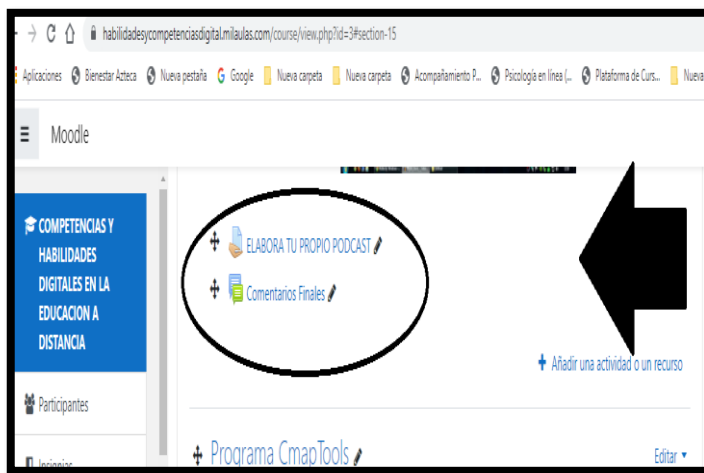 habilidadesycompetenciasdigital.milaulas.com/course/view.php?id=3#section-15
Aplicaciones Bienestar Azteca Nueva pestaña Google Nueva carpeta Nueva carpeta Acompañamiento P... Psicología en línea (... Plataforma de Curs... Nueva
Moodle
COMPETENCIAS Y
HABILIDADES
DIGITALES EN LA
EDUCACION A
DISTANCIA
Participantes
Insignias
ELABORA TU PROPIO PODCAST
Comentarios Finales
+ Añadir una actividad o un recurso
Programa CmapTools
Editar